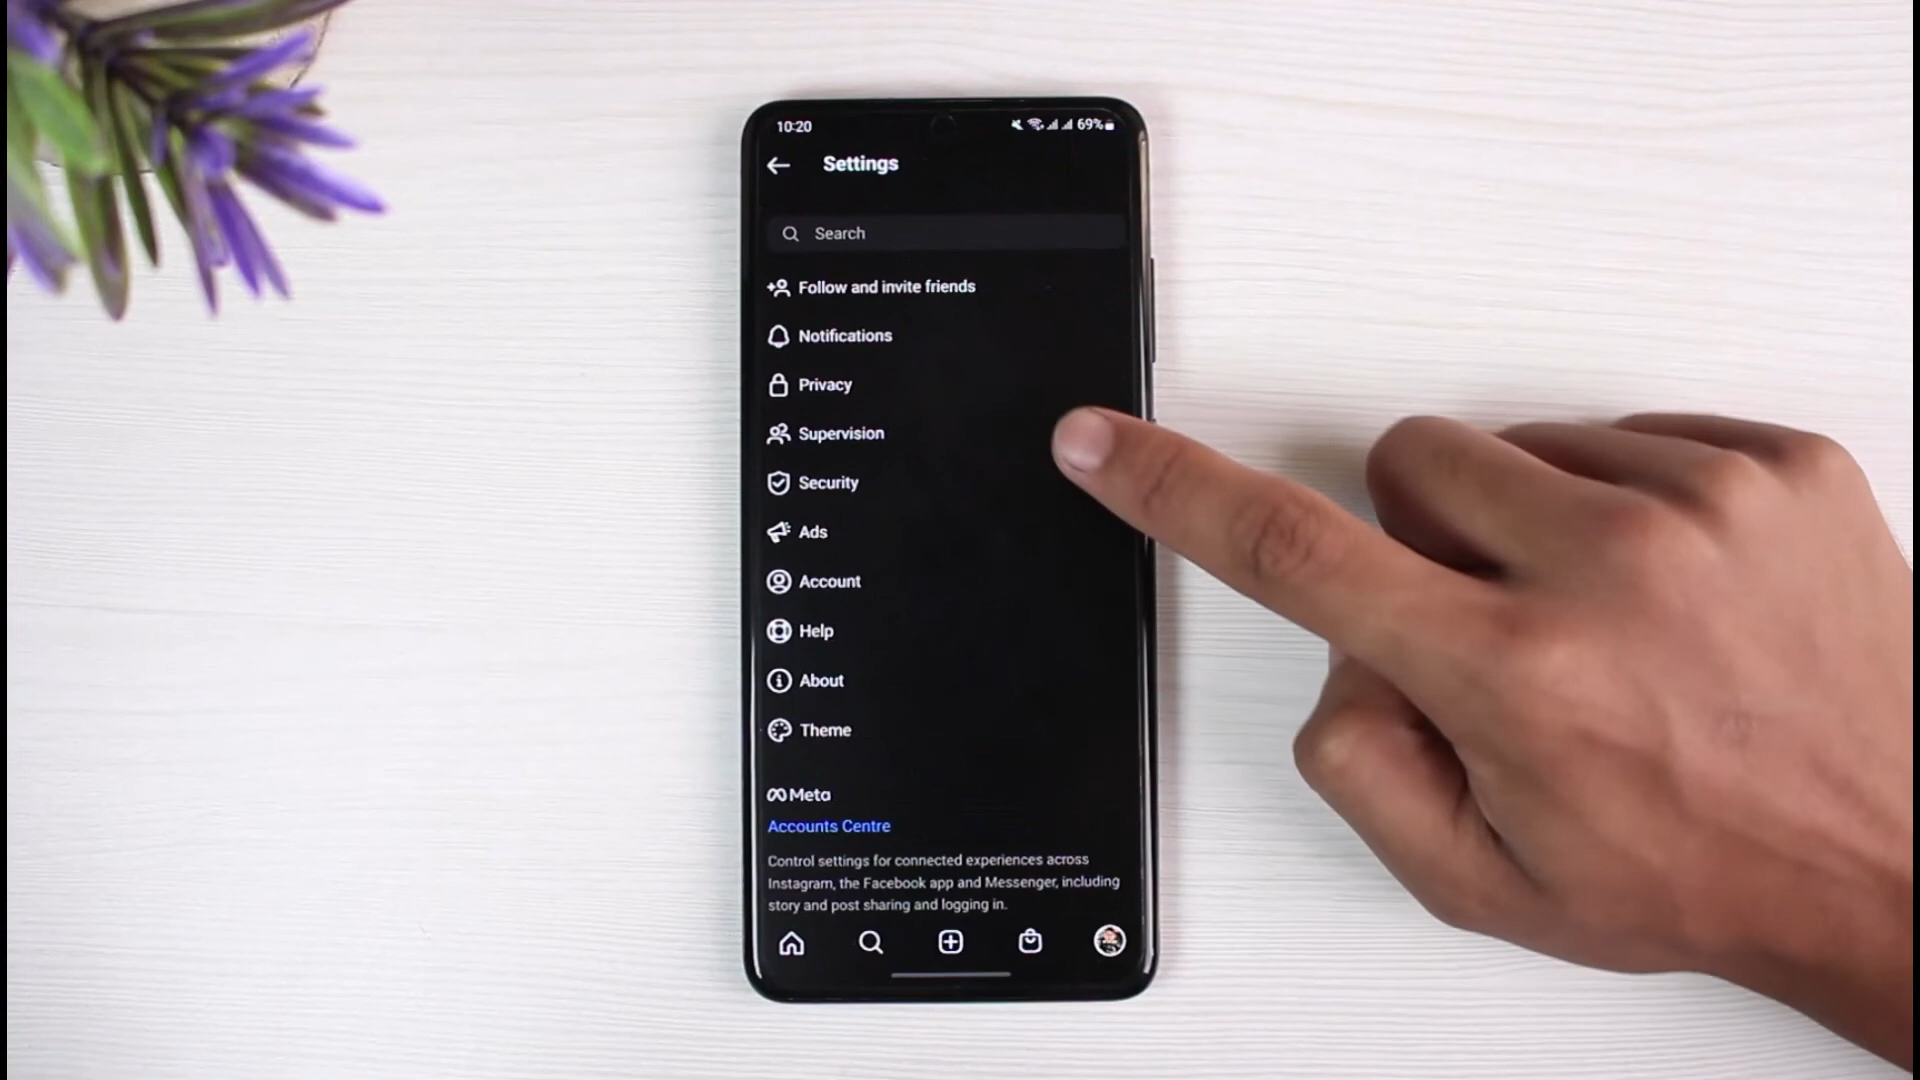 10:20
69%
Settings
Search
Follow and invite friends
Notifications
Privacy
Supervision
Security
Ads
Account
Help
About
Theme
Meta
Accounts Centre
Control settings for connected experiences across
Instagram, the Facebook app and Messenger, including
story and post sharing and logging in.